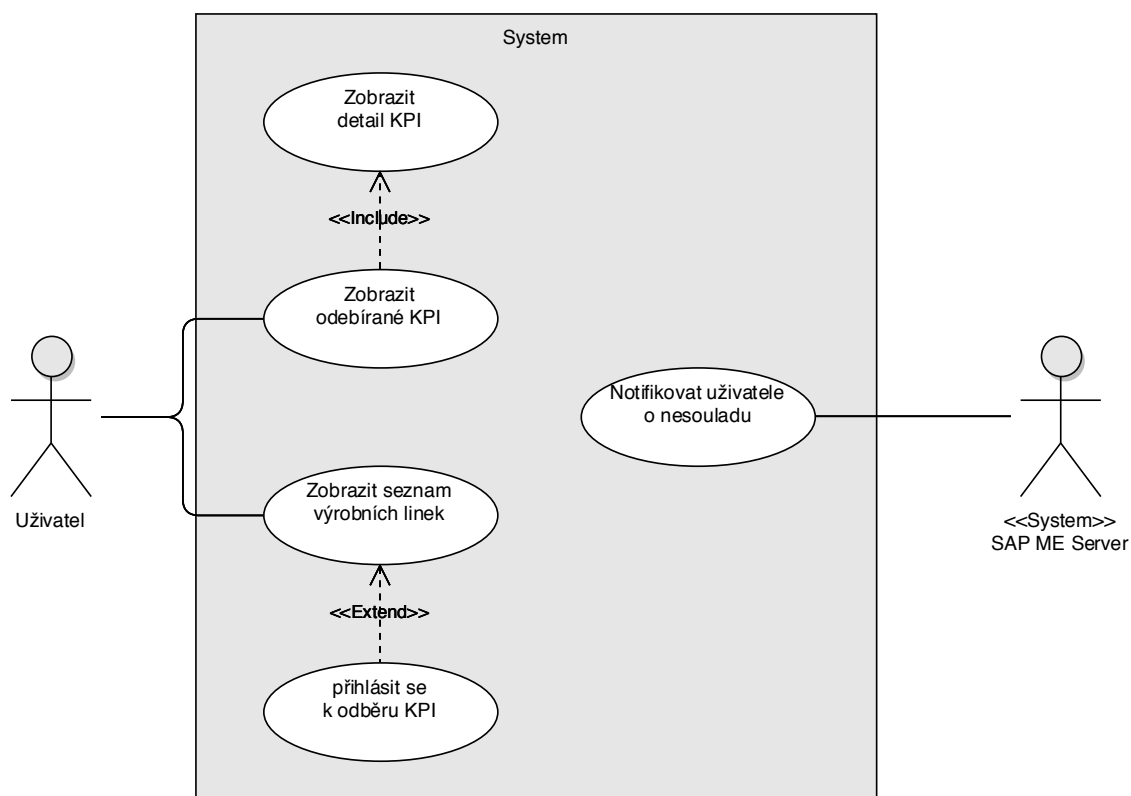 System
Zobrazit
detail KPI
<<Include>>
Zobrazit
odebírané KPI
Notifikovat uživatele
o nesouladu
Uživatel
Zobrazit seznam
výrobních linek
<<System>>
SAP ME Server
<<Extend>>
přihlásit se
k odběru KPI